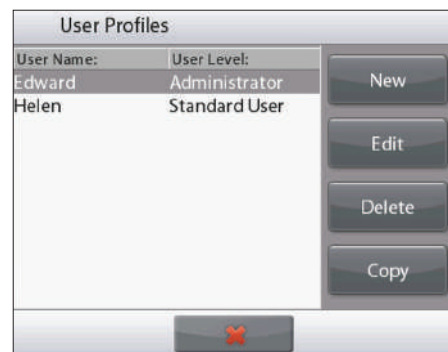 User Profiles
User Name: User Level:
Edward Administrator
Helen Standard User
New
Edit
Delete
Copy